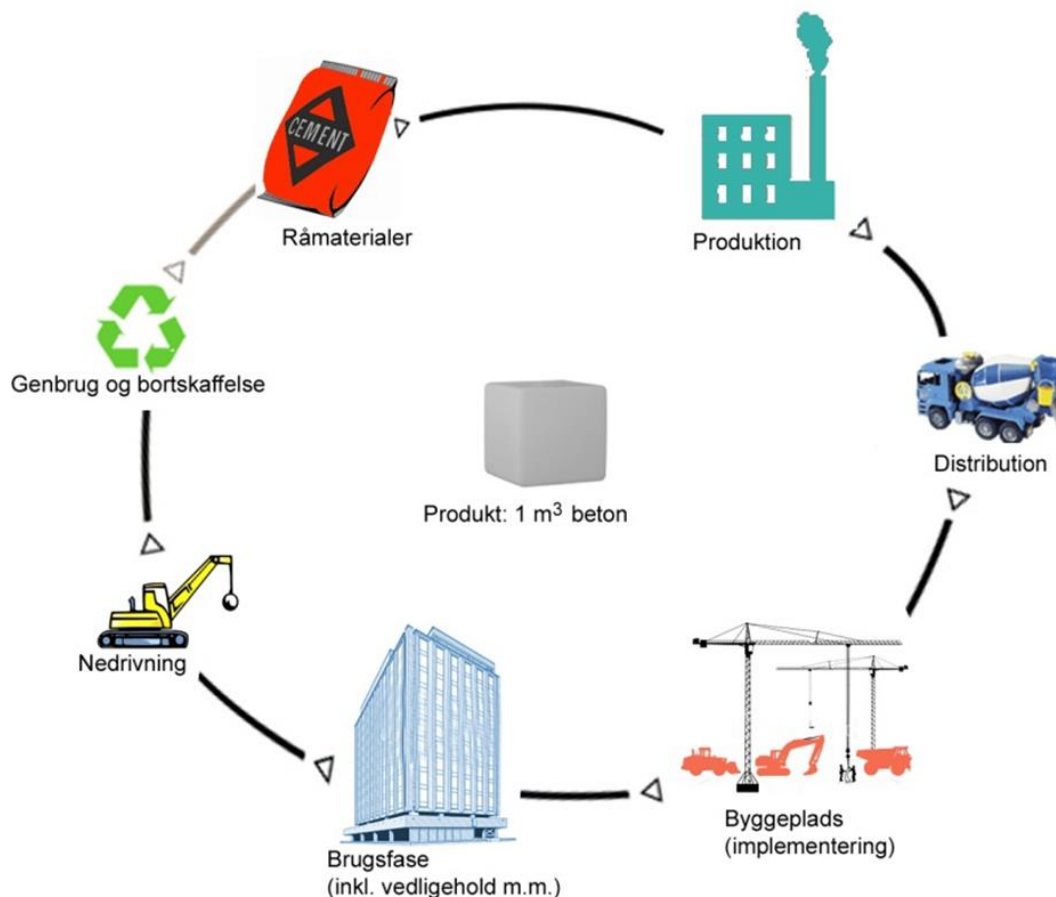 CEMENT
Råmaterialer
Produktion
Genbrug og bortskaffelse
Distribution
Produkt: 1 m³ beton
Nedrivning
Byggeplads
(implementering)
Brugsfase
(inkl. vedligehold m.m.)